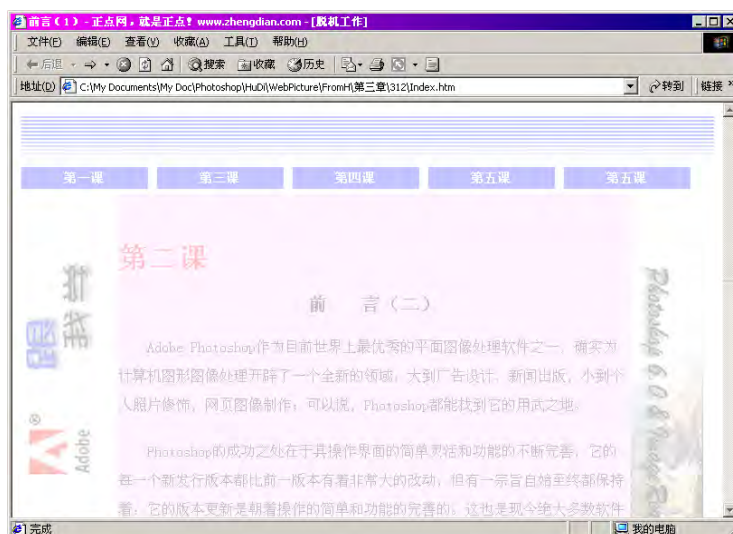 前言(1) - 正点网,就是正点! www.zhengdian.com - [脱机工作]
文件(F) 编辑(E) 查看(V) 收藏(A) 工具(T) 帮助(H)
后退 搜索 收藏 历史
地址(D) C:\My Documents\My Doc\Photoshop\HuDi\WebPicture\FromH\第三章\312\Index.htm 转到 链接 »
第一课 第三课 第四课 第五课 第五课
第二课
前 言(二)
Adobe Photoshop作为目前世界上最优秀的平面图像处理软件之一,确实为
计算机图形图像处理开辟了一个全新的领域,大到广告设计、新闻出版,小到个
人照片修饰,网页图像制作;可以说,Photoshop都能找到它的用武之地。
Photoshop的成功之处在于其操作界面的简单灵活和功能的不断完善,它的
每一个新发行版本都比前一版本有着非常大的改动,但有一宗旨自始至终都保持
着:它的版本更新是朝着操作的简单和功能的完善的,这也是现今绝大多数软件
Adobe
®
Photoshop 6.0
完成 我的电脑